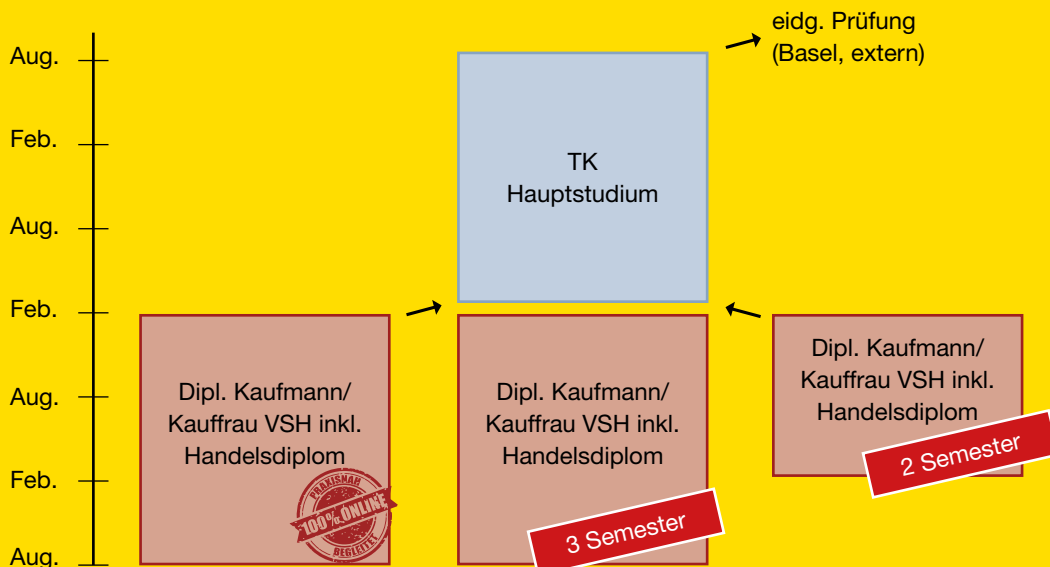 eidg. Prüfung
(Basel, extern)
Aug.
Feb.
Aug.
Feb.
Aug.
Feb.
Aug.
TK
Hauptstudium
Dipl. Kaufmann/
Kauffrau VSH inkl.
Handelsdiplom
PRAXISNAH
100% ONLINE
BEGLEITET
Dipl. Kaufmann/
Kauffrau VSH inkl.
Handelsdiplom
3 Semester
Dipl. Kaufmann/
Kauffrau VSH inkl.
Handelsdiplom
2 Semester